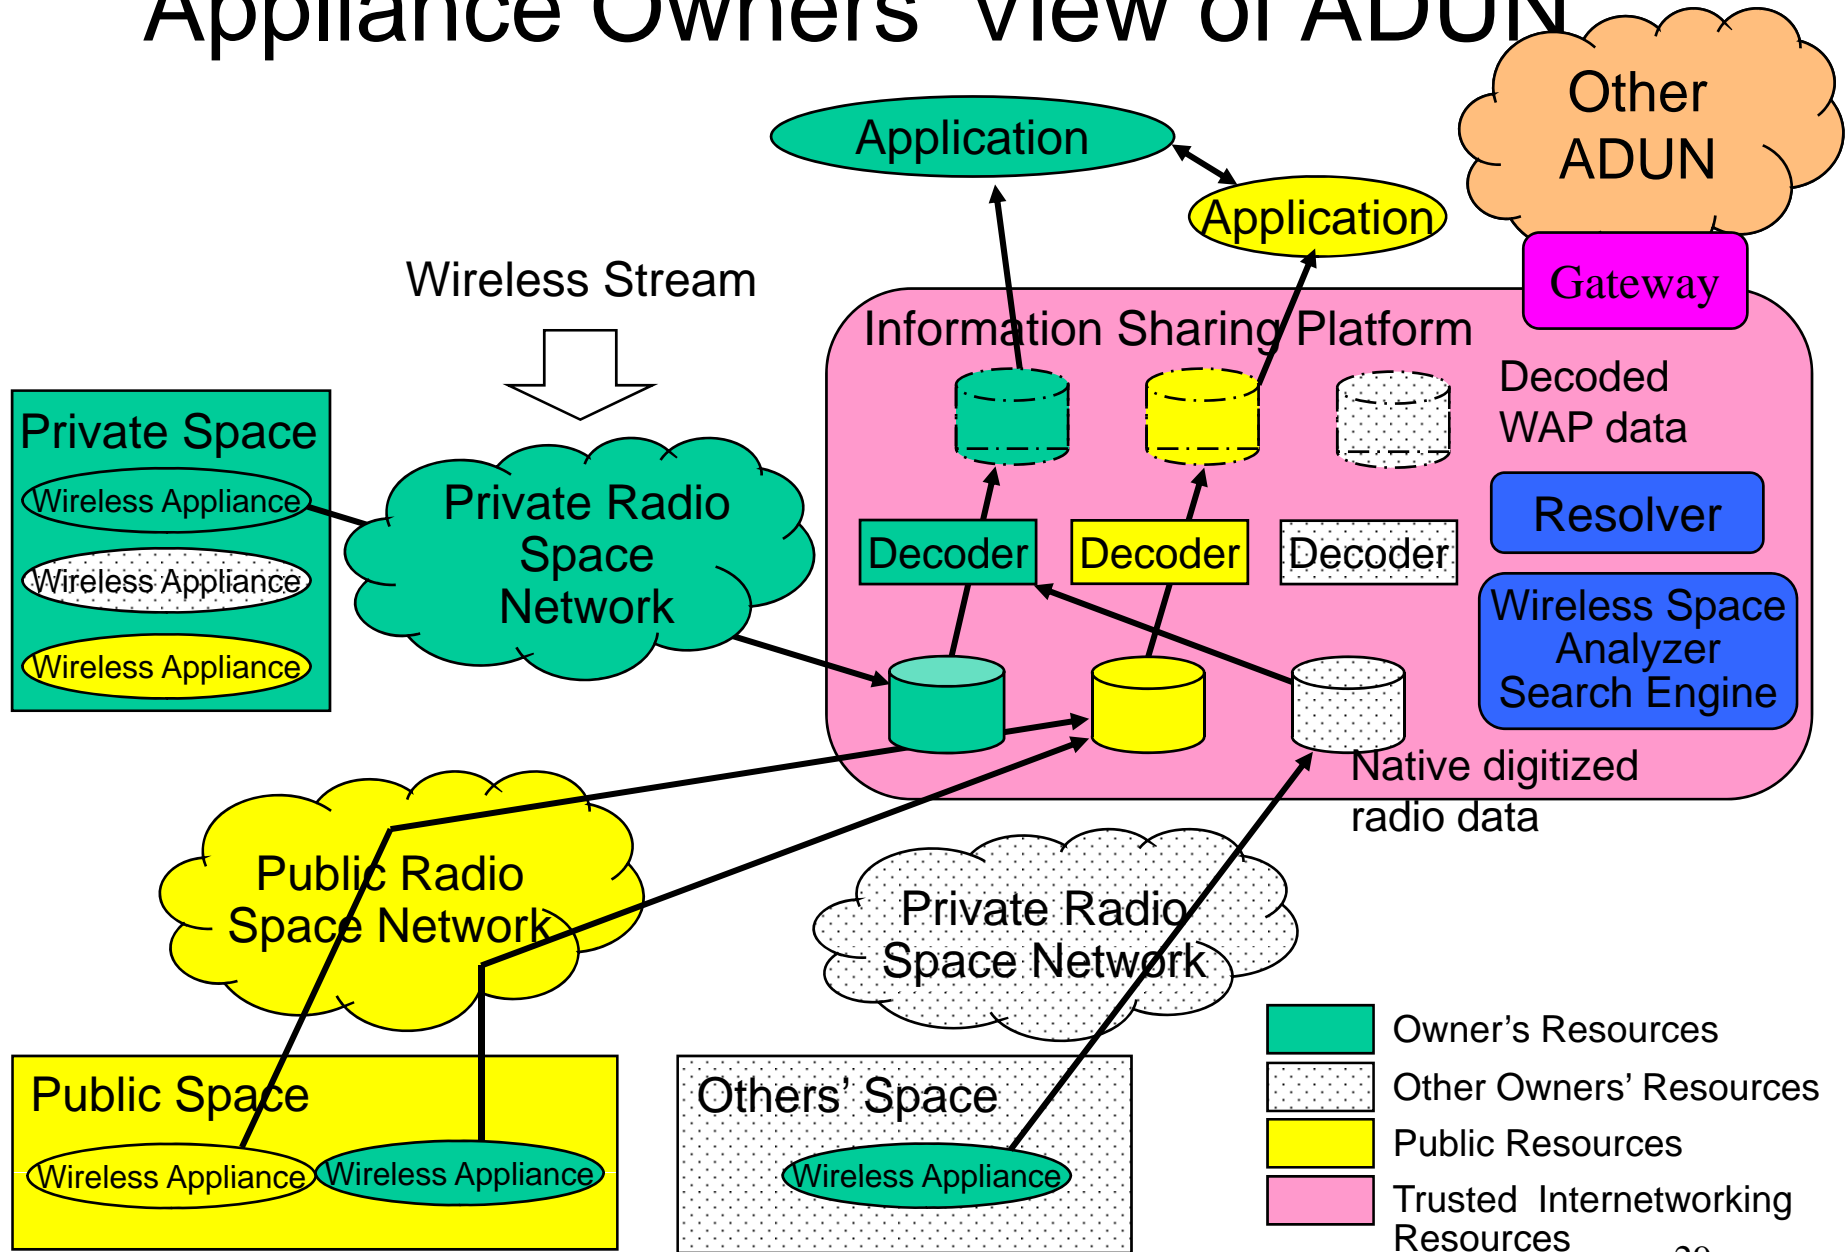 Appliance Owners' View of ADUN
Other
ADUN
Application
Application
Gateway
Wireless Stream
Information Sharing Platform
Decoded
WAP data
Private Space
Wireless Appliance
Wireless Appliance
Wireless Appliance
Private Radio
Space
Network
Resolver
Decoder
Decoder
Decoder
Wireless Space
Analyzer
Search Engine
Native digitized
radio data
Public Radio
Space Network
Private Radio
Space Network
Public Space
Wireless Appliance
Wireless Appliance
Others’ Space
Wireless Appliance
Owner’s Resources
Other Owners’ Resources
Public Resources
Trusted Internetworking
Resources